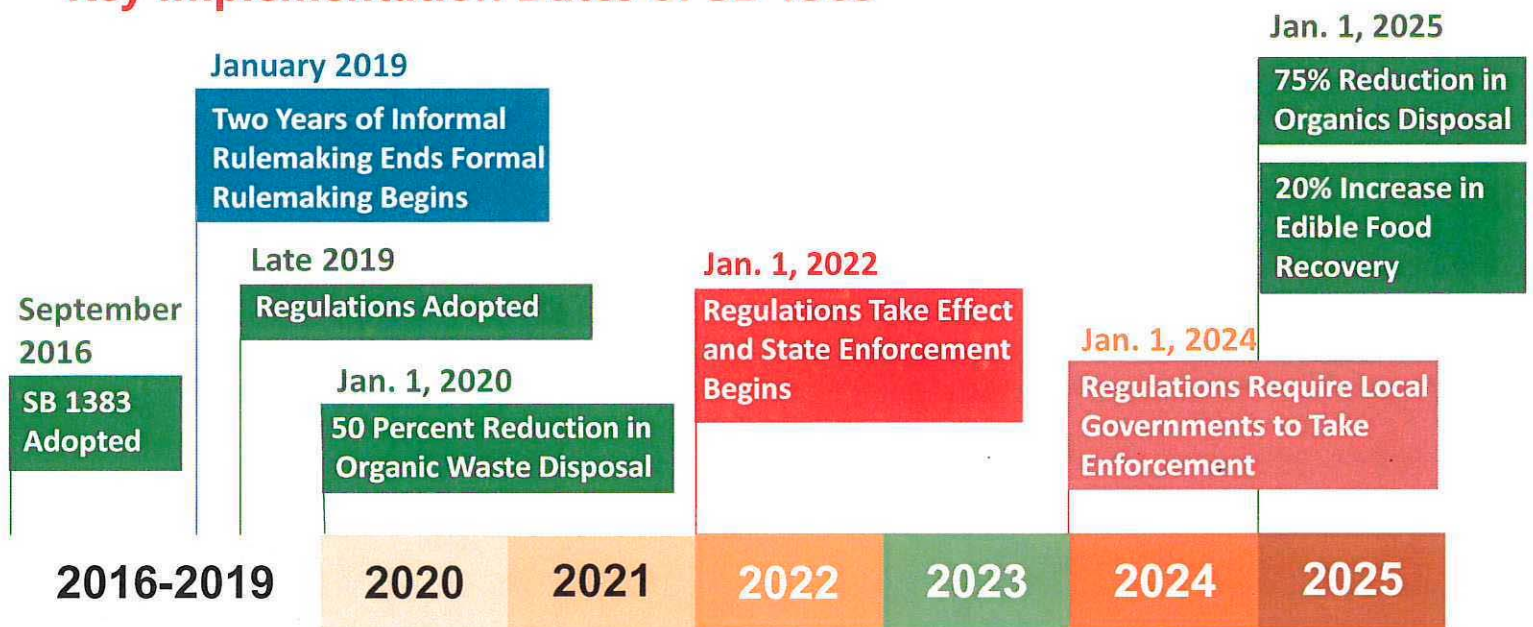 Jan. 1, 2025
75% Reduction in
Organics Disposal
20% Increase in
Edible Food
Recovery
January 2019
Two Years of Informal
Rulemaking Ends Formal
Rulemaking Begins
Late 2019
Regulations Adopted
September
2016
SB 1383
Adopted
Jan. 1, 2020
50 Percent Reduction in
Organic Waste Disposal
Jan. 1, 2022
Regulations Take Effect
and State Enforcement
Begins
Jan. 1, 2024
Regulations Require Local
Governments to Take
Enforcement
2016-2019
2020
2021
2022
2023
2024
2025